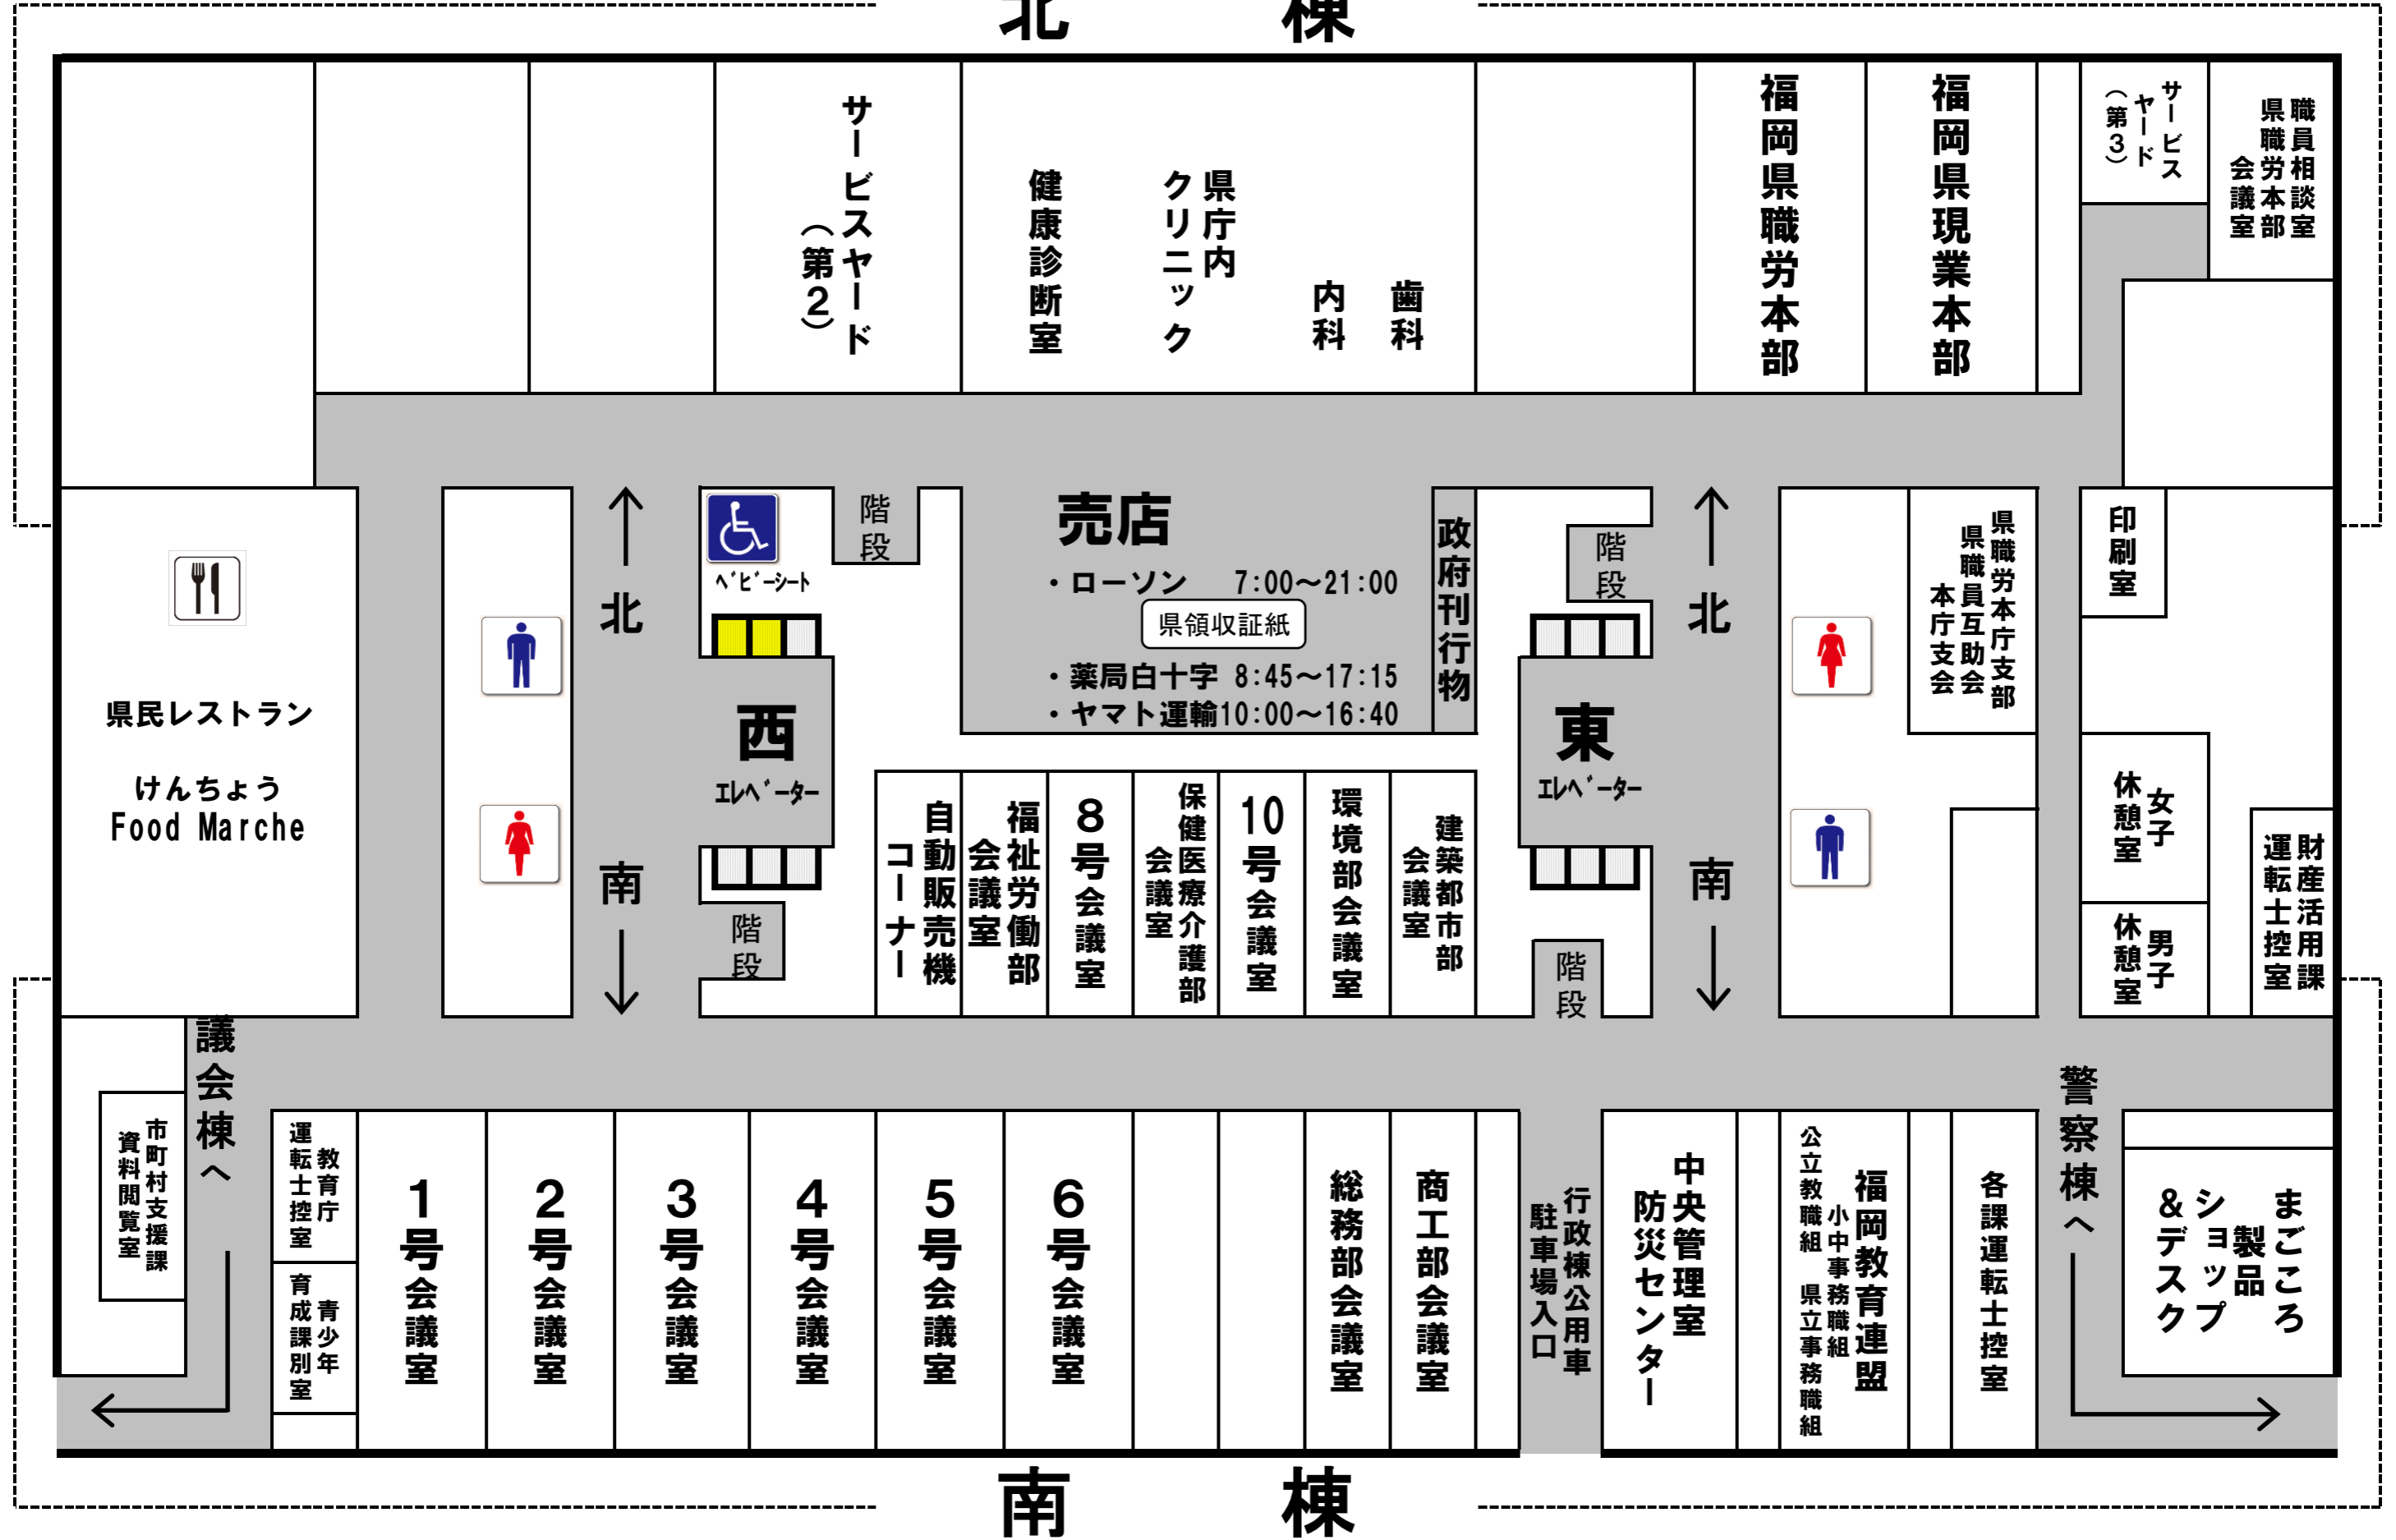 北　棟
サービスヤード
（第２）
健康診断室
県庁内
クリニック
内科
歯科
福岡県職労本部
福岡県現業本部
サービス
ヤード
（第３）
職員相談室
県職労本部
会議室
県民レストラン
けんちょう
Food Marche
北
南
ﾍﾞﾋﾞｰｼｰﾄ
階段
西
ｴﾚﾍﾞｰﾀｰ
階段
売店
・ローソン　7:00～21:00
県領収証紙
・薬局白十字 8:45～17:15
・ヤマト運輸10:00～16:40
政府刊行物
階段
東
ｴﾚﾍﾞｰﾀｰ
階段
北
南
県職労本庁支部
県職員互助会
本庁支会
印刷室
女子
休憩室
男子
休憩室
財産活用課
運転士控室
自動販売機
コーナー
福祉労働部
会議室
８号会議室
保健医療介護部
会議室
10号会議室
環境部会議室
建築都市部
会議室
議会棟へ
市町村支援課
資料閲覧室
教育庁
運転士控室
青少年
育成課別室
１号会議室
２号会議室
３号会議室
４号会議室
５号会議室
６号会議室
総務部会議室
商工部会議室
行政棟公用車
駐車場入口
中央管理室
防災センター
福岡教育連盟
小中事務職組
公立教職組　県立事務職組
各課運転士控室
警察棟へ
まごころ
製品
ショップ
＆デスク
南　棟